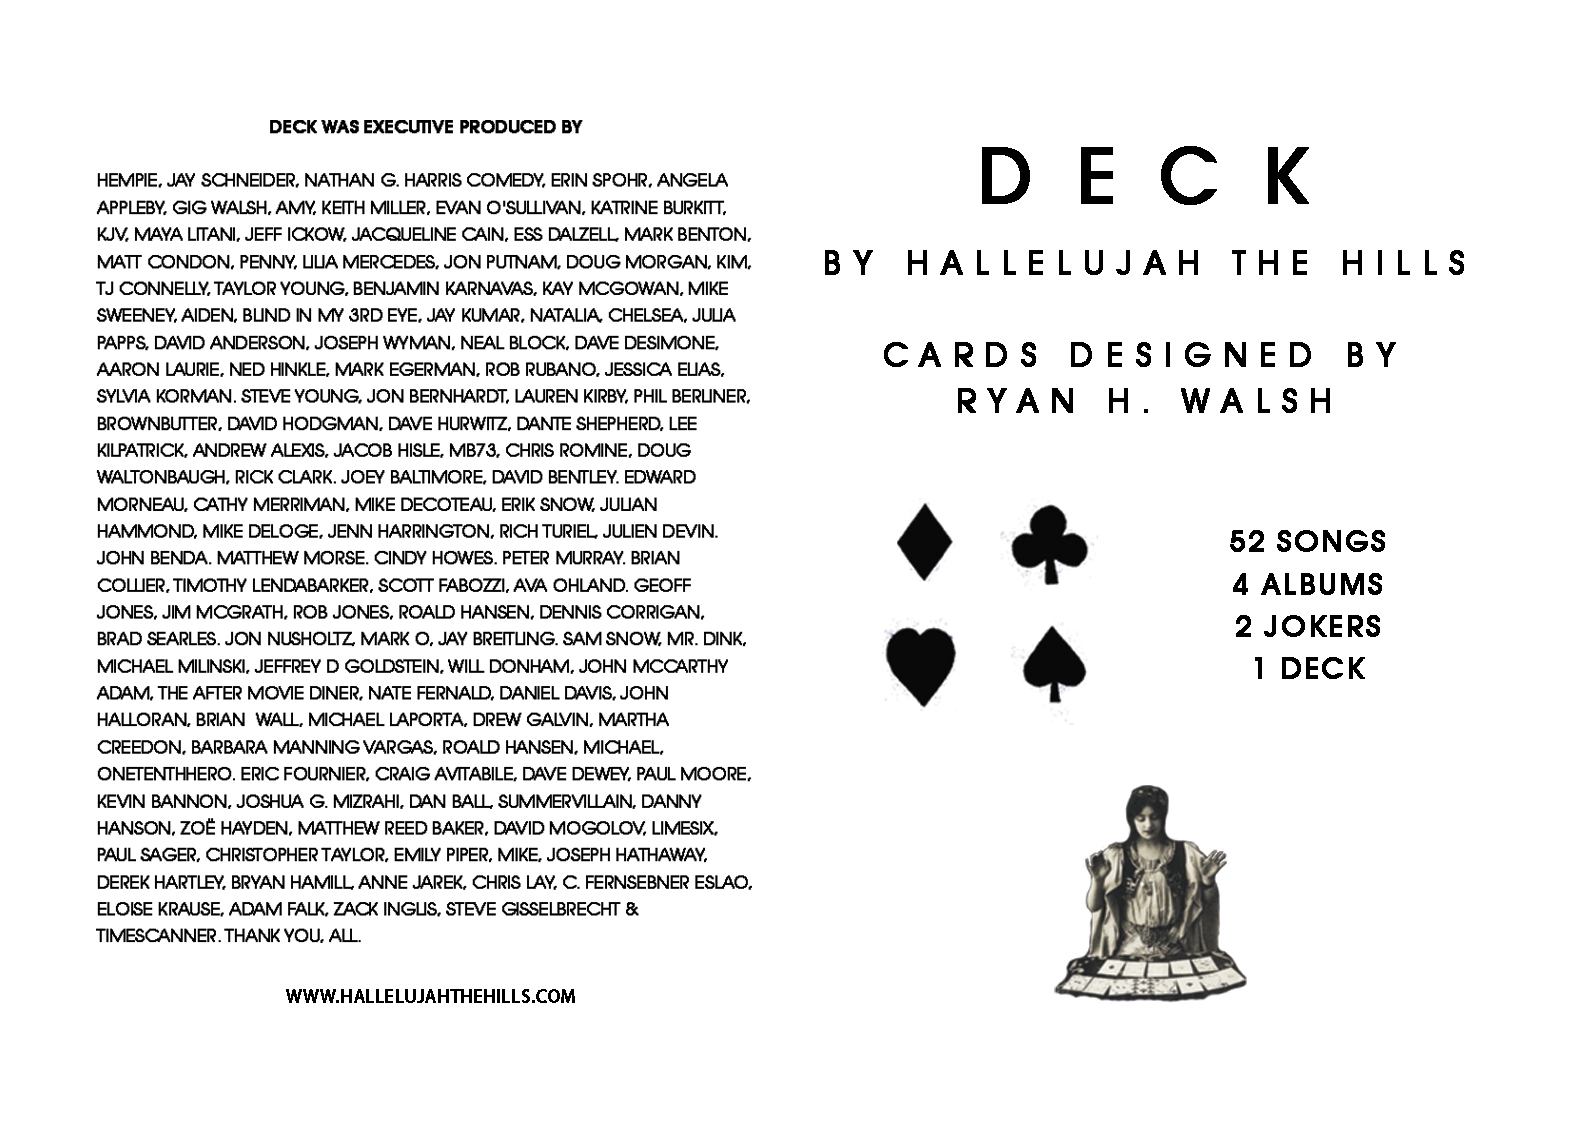 DECK WAS EXECUTIVE PRODUCED BY
HEMPIE, JAY SCHNEIDER, NATHAN G. HARRIS COMEDY, ERIN SPOHR, ANGELA
APPLEBY, GIG WALSH, AMY, KEITH MILLER, EVAN O'SULLIVAN, KATRINE BURKITT,
KJV, MAYA LITANI, JEFF ICKOW, JACQUELINE CAIN, ESS DALZELL, MARK BENTON,
MATT CONDON, PENNY, LILIA MERCEDES, JON PUTNAM, DOUG MORGAN, KIM,
TJ CONNELLY, TAYLOR YOUNG, BENJAMIN KARNAVAS, KAY MCGOWAN, MIKE
SWEENEY, AIDEN, BLIND IN MY 3RD EYE, JAY KUMAR, NATALIA, CHELSEA, JULIA
PAPPS, DAVID ANDERSON, JOSEPH WYMAN, NEAL BLOCK, DAVE DESIMONE,
AARON LAURIE, NED HINKLE, MARK EGERMAN, ROB RUBANO, JESSICA ELIAS,
SYLVIA KORMAN. STEVE YOUNG, JON BERNHARDT, LAUREN KIRBY, PHIL BERLINER,
BROWNBUTTER, DAVID HODGMAN, DAVE HURWITZ, DANTE SHEPHERD, LEE
KILPATRICK, ANDREW ALEXIS, JACOB HISLE, MB73, CHRIS ROMINE, DOUG
WALTONBAUGH, RICK CLARK. JOEY BALTIMORE, DAVID BENTLEY. EDWARD
MORNEAU, CATHY MERRIMAN, MIKE DECOTEAU, ERIK SNOW, JULIAN
HAMMOND, MIKE DELOGE, JENN HARRINGTON, RICH TURIEL, JULIEN DEVIN.
JOHN BENDA. MATTHEW MORSE. CINDY HOWES. PETER MURRAY. BRIAN
COLLIER, TIMOTHY LENDABARKER, SCOTT FABOZZI, AVA OHLAND. GEOFF
JONES, JIM MCGRATH, ROB JONES, ROALD HANSEN, DENNIS CORRIGAN,
BRAD SEARLES. JON NUSHOLTZ, MARK O, JAY BREITLING. SAM SNOW, MR. DINK,
MICHAEL MILINSKI, JEFFREY D GOLDSTEIN, WILL DONHAM, JOHN MCCARTHY
ADAM, THE AFTER MOVIE DINER, NATE FERNALD, DANIEL DAVIS, JOHN
HALLORAN, BRIAN WALL, MICHAEL LAPORTA, DREW GALVIN, MARTHA
CREEDON, BARBARA MANNING VARGAS, ROALD HANSEN, MICHAEL,
ONETENTHHERO. ERIC FOURNIER, CRAIG AVITABILE, DAVE DEWEY, PAUL MOORE,
KEVIN BANNON, JOSHUA G. MIZRAHI, DAN BALL, SUMMERVILLAIN, DANNY
HANSON, ZOË HAYDEN, MATTHEW REED BAKER, DAVID MOGOLOV, LIMESIX,
PAUL SAGER, CHRISTOPHER TAYLOR, EMILY PIPER, MIKE, JOSEPH HATHAWAY,
DEREK HARTLEY, BRYAN HAMILL, ANNE JAREK, CHRIS LAY, C. FERNSEBNER ESLAO,
ELOISE KRAUSE, ADAM FALK, ZACK INGLIS, STEVE GISSELBRECHT &
TIMESCANNER. THANK YOU, ALL.
WWW.HALLELUJAHTHEHILLS.COM
DECK
BY HALLELUJAH THE HILLS
CARDS DESIGNED BY
RYAN H. WALSH
52 SONGS
4 ALBUMS
2 JOKERS
1 DECK